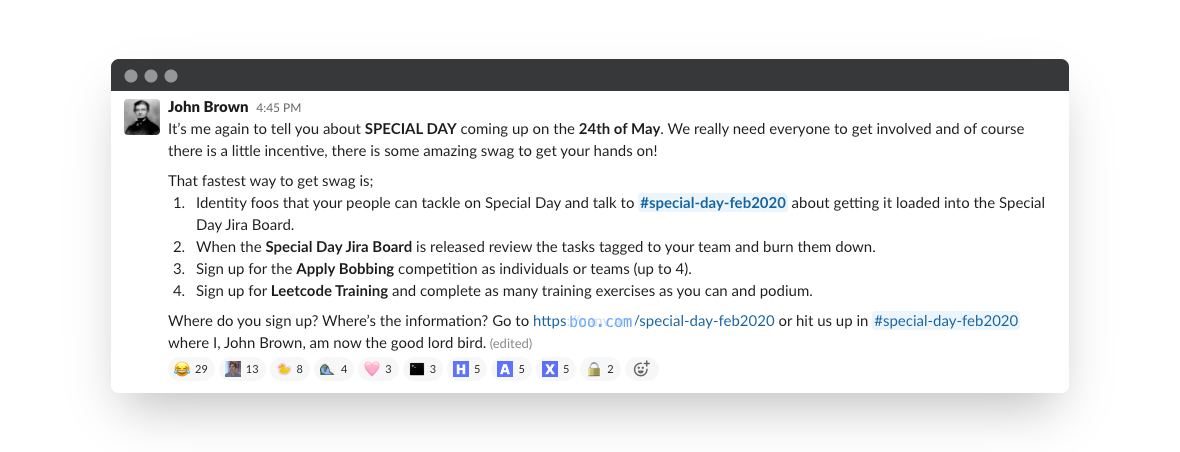 John Brown 4:45 PM
It's me again to tell you about SPECIAL DAY coming up on the 24th of May. We really need everyone to get involved and of course
there is a little incentive, there is some amazing swag to get your hands on!
That fastest way to get swag is;
1. Identity foos that your people can tackle on Special Day and talk to #special-day-feb2020 about getting it loaded into the Special
Day Jira Board.
2. When the Special Day Jira Board is released review the tasks tagged to your team and burn them down.
3. Sign up for the Apply Bobbing competition as individuals or teams (up to 4).
4. Sign up for Leetcode Training and complete as many training exercises as you can and podium.
Where do you sign up? Where's the information? Go to https boo.com/special-day-feb2020 or hit us up in #special-day-feb2020
where I, John Brown, am now the good lord bird. (edited)
29 13 8 4 3 3 H 5 A 5 X 5 2